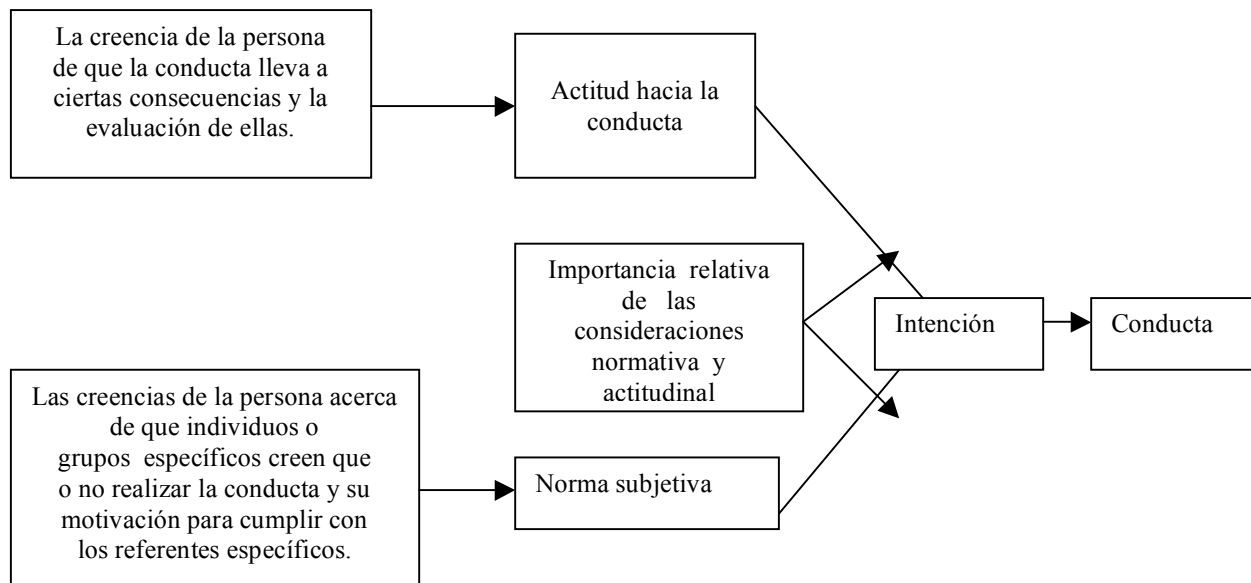 La creencia de la persona
de que la conducta lleva a
ciertas consecuencias y la
evaluación de ellas.
Actitud hacia la
conducta
Importancia relativa
de las
consideraciones
normativa y
actitudinal
Intención
Conducta
Las creencias de la persona acerca
de que individuos o
grupos específicos creen que
o no realizar la conducta y su
motivación para cumplir con
los referentes específicos.
Norma subjetiva